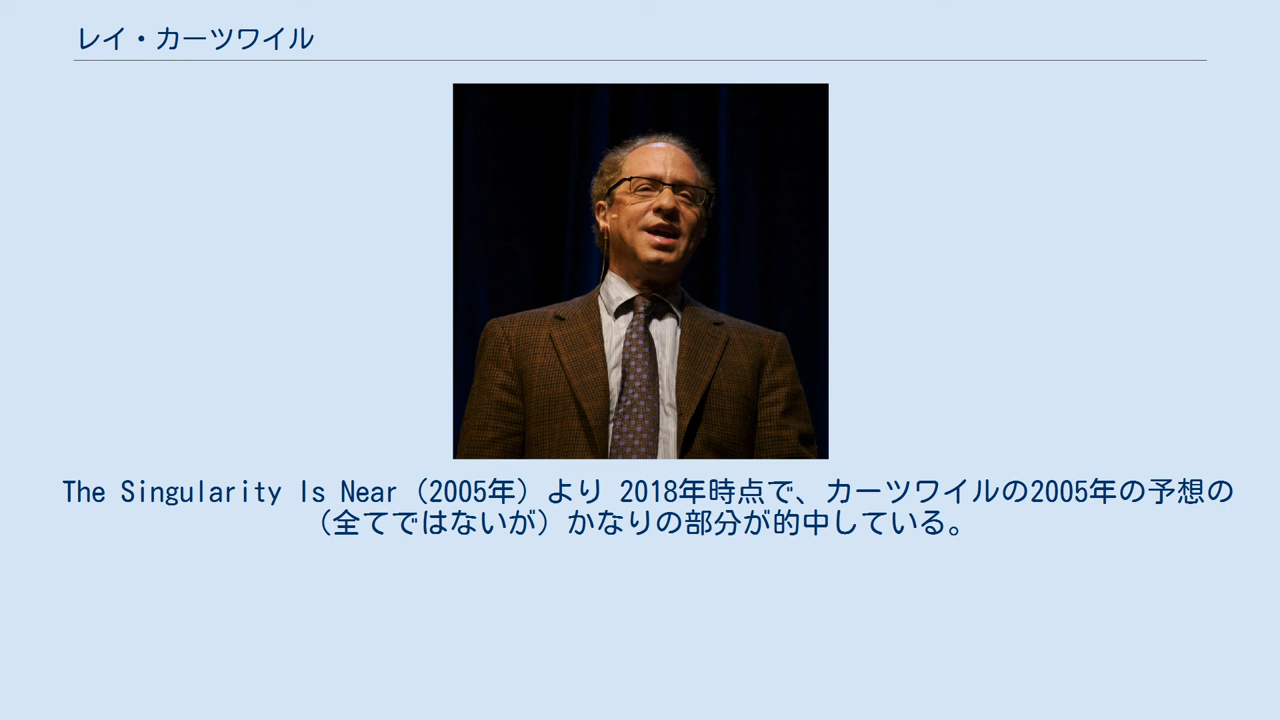 レイ・カーツワイル
The Singularity Is Near（2005年）より 2018年時点で、カーツワイルの2005年の予想の
（全てではないが）かなりの部分が的中している。